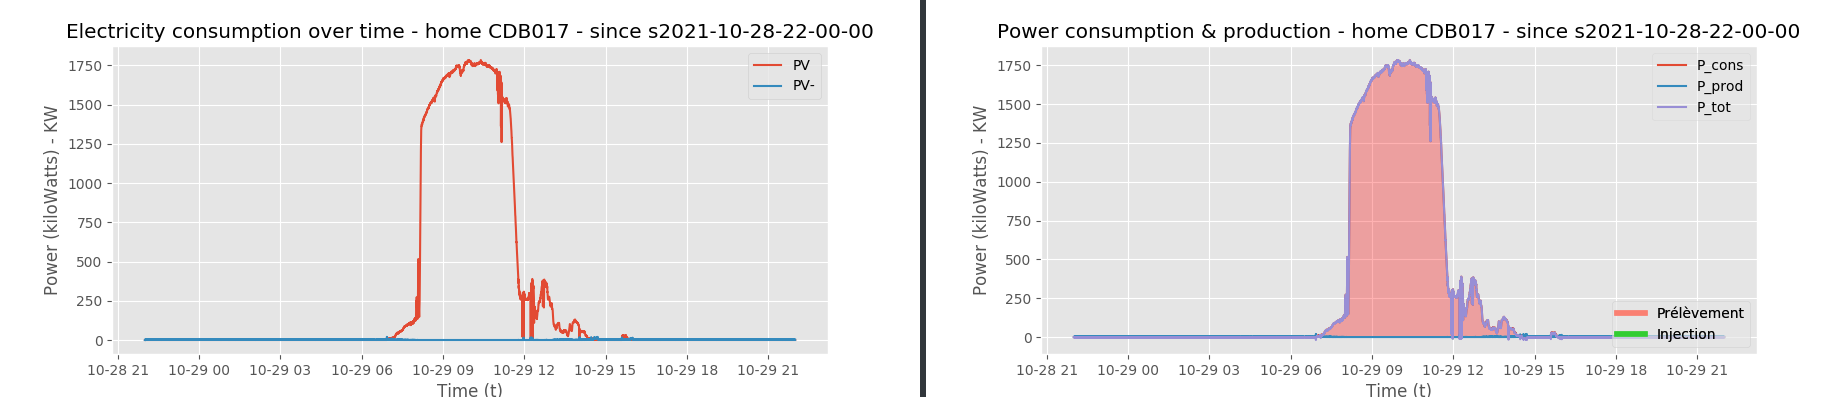 Electricity consumption over time - home CDB017 - since s2021-10-28-22-00-00
Power (kiloWatts) - KW
1750
1500
1250
1000
750
500
250
0
PV
PV-
10-28 21 10-29 00 10-29 03 10-29 06 10-29 09 10-29 12 10-29 15 10-29 18 10-29 21
Time (t)
Power consumption & production - home CDB017 - since s2021-10-28-22-00-00
Power (kiloWatts) - KW
1750
1500
1250
1000
750
500
250
0
P_cons
P_prod
P_tot
Prélèvement
Injection
10-28 21 10-29 00 10-29 03 10-29 06 10-29 09 10-29 12 10-29 15 10-29 18 10-29 21
Time (t)